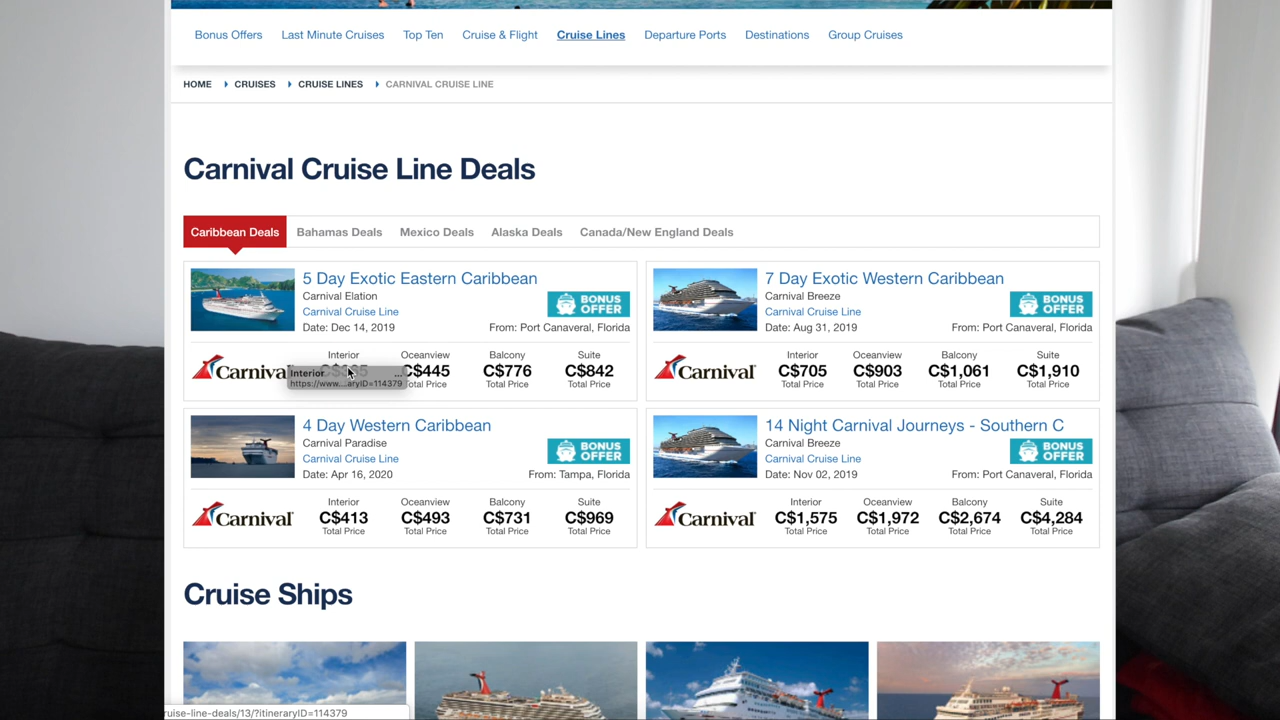 Bonus Offers Last Minute Cruises Top Ten Cruise & Flight Cruise Lines Departure Ports Destinations Group Cruises
HOME CRUISES CRUISE LINES CARNIVAL CRUISE LINE
Carnival Cruise Line Deals
Caribbean Deals Bahamas Deals Mexico Deals Alaska Deals Canada/New England Deals
5 Day Exotic Eastern Caribbean
Carnival Elation
Carnival Cruise Line
BONUS OFFER
Date: Dec 14, 2019 From: Port Canaveral, Florida
Carnival
Interior Oceanview Balcony Suite
C$445 C$776 C$842
Total Price Total Price Total Price
Interior ...
https://www....aryID=114379
7 Day Exotic Western Caribbean
Carnival Breeze
Carnival Cruise Line
BONUS OFFER
Date: Aug 31, 2019 From: Port Canaveral, Florida
Carnival
Interior Oceanview Balcony Suite
C$705 C$903 C$1,061 C$1,910
Total Price Total Price Total Price Total Price
4 Day Western Caribbean
Carnival Paradise
Carnival Cruise Line
BONUS OFFER
Date: Apr 16, 2020 From: Tampa, Florida
Carnival
Interior Oceanview Balcony Suite
C$413 C$493 C$731 C$969
Total Price Total Price Total Price Total Price
14 Night Carnival Journeys - Southern C
Carnival Breeze
Carnival Cruise Line
BONUS OFFER
Date: Nov 02, 2019 From: Port Canaveral, Florida
Carnival
Interior Oceanview Balcony Suite
C$1,575 C$1,972 C$2,674 C$4,284
Total Price Total Price Total Price Total Price
Cruise Ships
ruise-line-deals/13/?itineraryID=114379